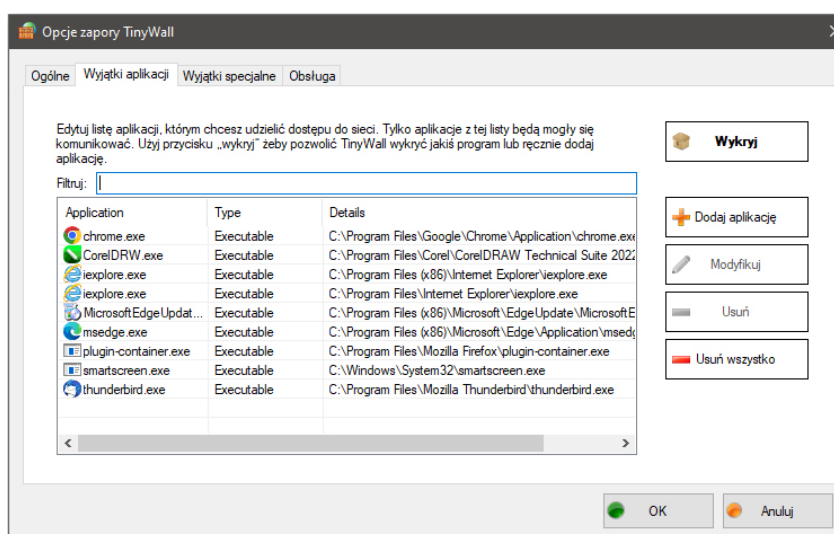 Opcje zapory TinyWall
Ogólne Wyjątki aplikacji Wyjątki specjalne Obsługa
Edytuj listę aplikacji, którym chcesz udzielić dostępu do sieci. Tylko aplikacje z tej listy będą mogły się
komunikować. Użyj przycisku „wykryj” żeby pozwolić TinyWall wykryć jakiś program lub ręcznie dodaj
aplikację.
Wykryj
Filtruj:
Application Type Details
chrome.exe Executable C:\Program Files\Google\Chrome\Application\chrome.exe
CorelDRW.exe Executable C:\Program Files\Corel\CorelDRAW Technical Suite 2022
iexplore.exe Executable C:\Program Files (x86)\Internet Explorer\iexplore.exe
iexplore.exe Executable C:\Program Files\Internet Explorer\iexplore.exe
MicrosoftEdgeUpdat... Executable C:\Program Files (x86)\Microsoft\EdgeUpdate\MicrosoftE
msedge.exe Executable C:\Program Files (x86)\Microsoft\Edge\Application\msedg
plugin-container.exe Executable C:\Program Files\Mozilla Firefox\plugin-container.exe
smartscreen.exe Executable C:\Windows\System32\smartscreen.exe
thunderbird.exe Executable C:\Program Files\Mozilla Thunderbird\thunderbird.exe
Dodaj aplikację
Modyfikuj
Usuń
Usuń wszystko
OK Anuluj